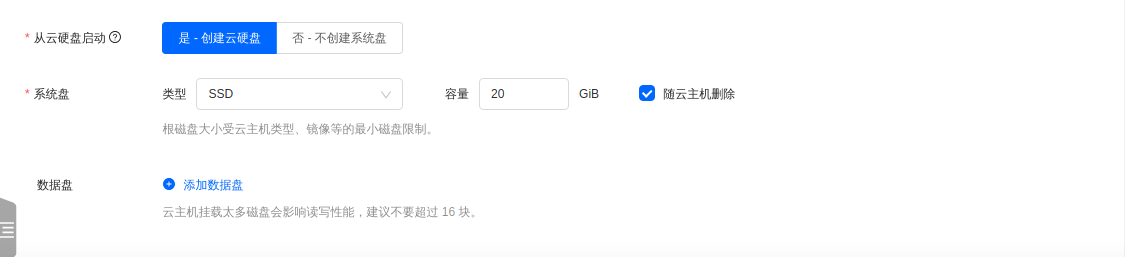 * 从云硬盘启动 是 - 创建云硬盘 否 - 不创建系统盘
* 系统盘 类型 SSD 容量 20 GiB 随云主机删除
根磁盘大小受云主机类型、镜像等的最小磁盘限制。
数据盘 添加数据盘
云主机挂载太多磁盘会影响读写性能，建议不要超过 16 块。